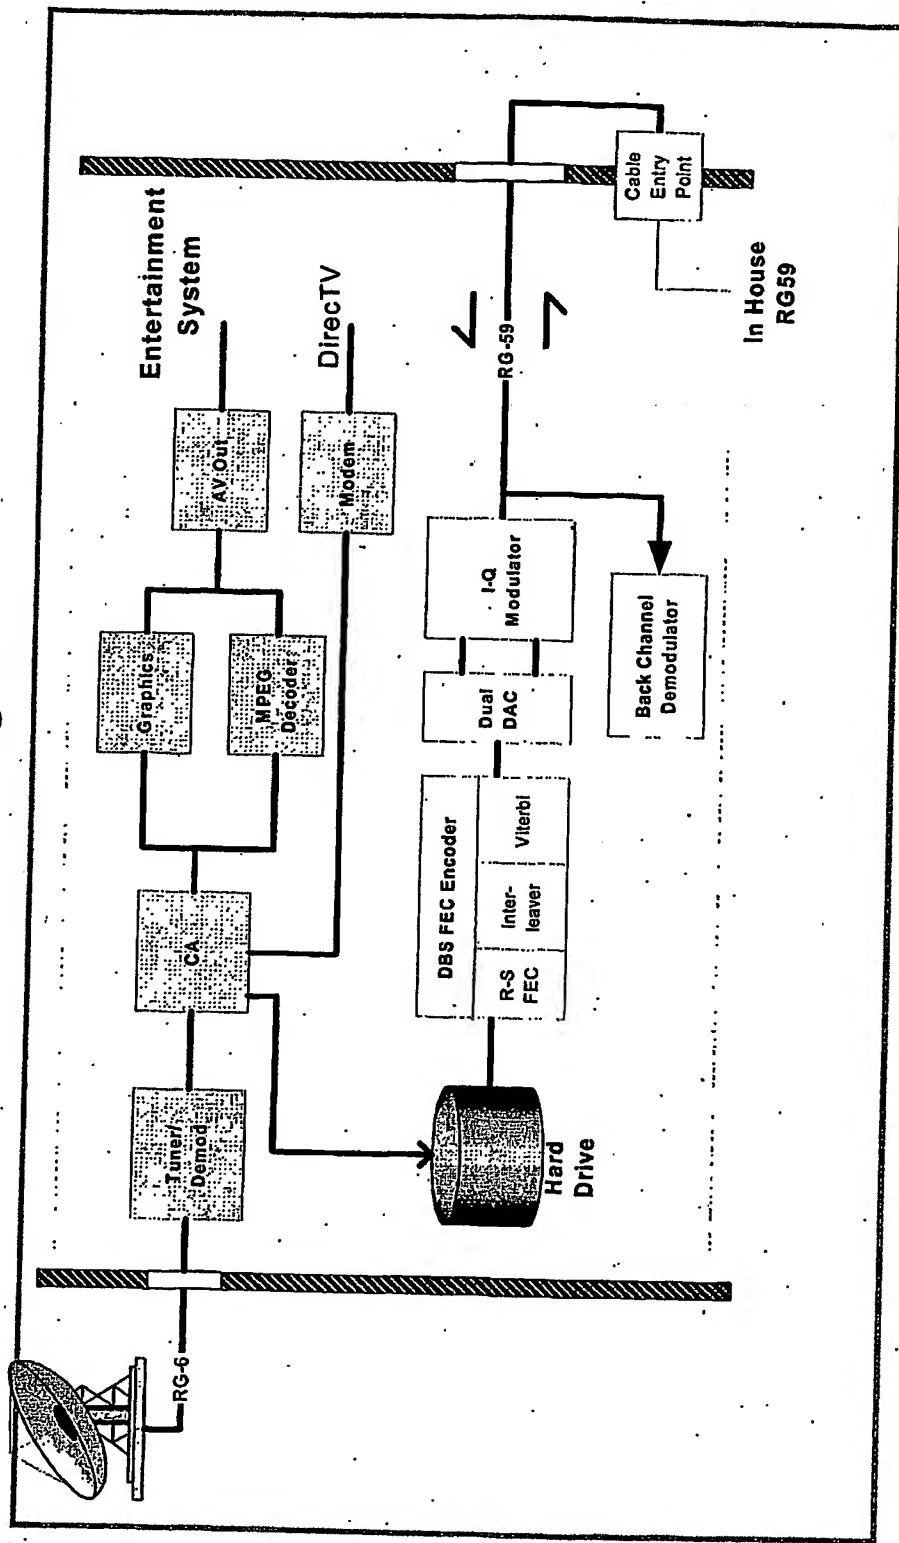 RG-6
Tuner/
Demod
CA
Graphics
MPEG
Decoder
AV Out
Entertainment
System
Modem
DirecTV
Hard
Drive
DBS FEC Encoder
R-S
FEC
Inter-
leaver
Viterbi
Dual
DAC
I-Q
Modulator
RG-59
Back Channel
Demodulator
Cable
Entry
Point
In House
RG59